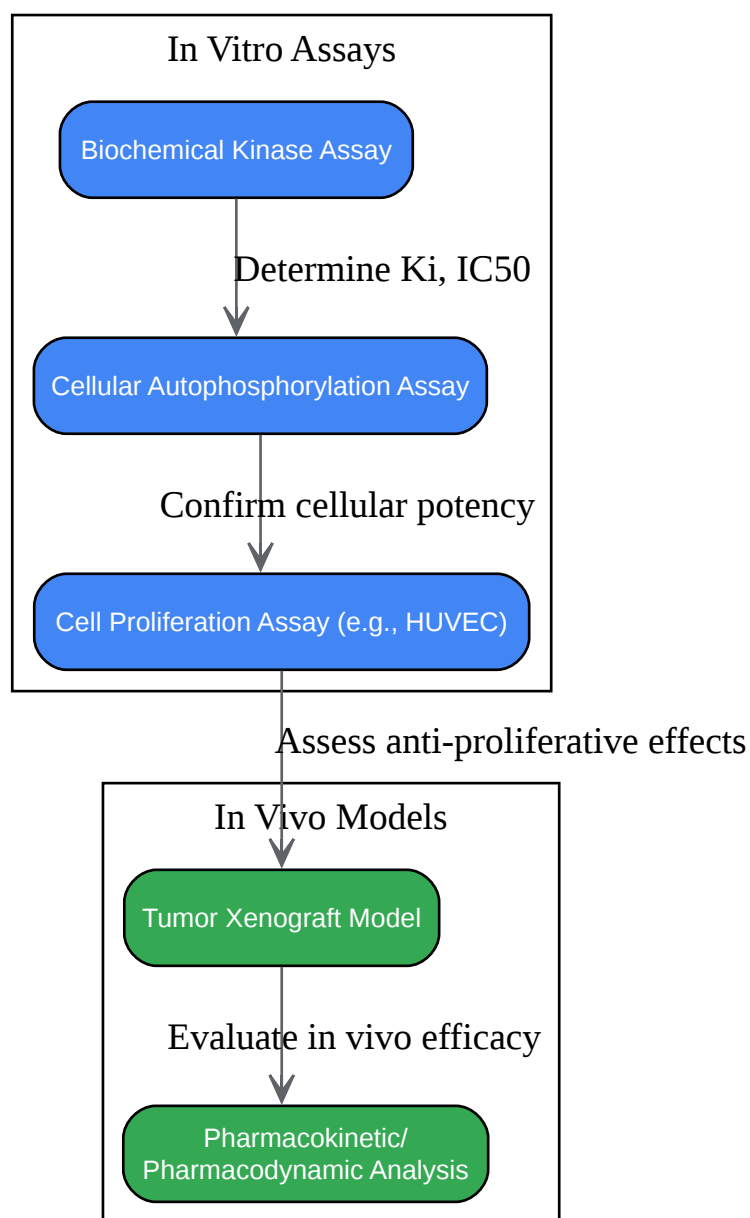 In Vitro Assays
Biochemical Kinase Assay
Determine Ki, IC50
Cellular Autophosphorylation Assay
Confirm cellular potency
Cell Proliferation Assay (e.g., HUVEC)
Assess anti-proliferative effects
In Vivo Models
Tumor Xenograft Model
Evaluate in vivo efficacy
Pharmacokinetic/
Pharmacodynamic Analysis